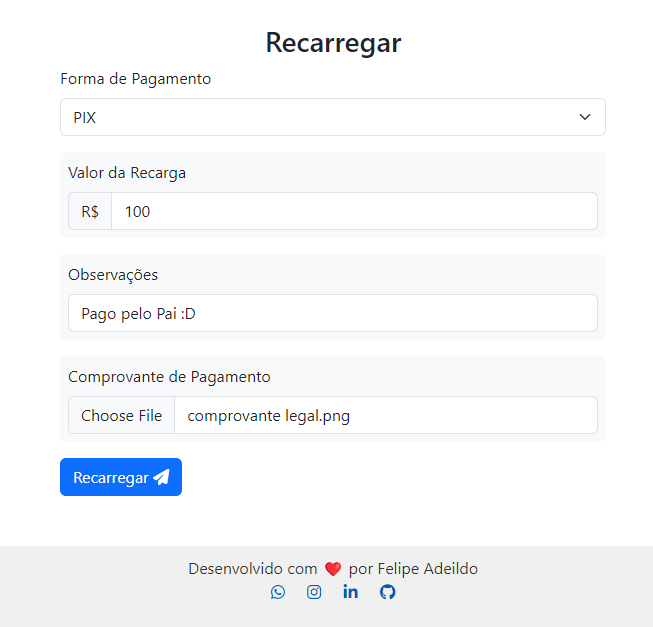 Recarregar
Forma de Pagamento
PIX
Valor da Recarga
R$ 100
Observações
Pago pelo Pai :D
Comprovante de Pagamento
Choose File comprovante legal.png
Recarregar
Desenvolvido com ❤️ por Felipe Adeildo